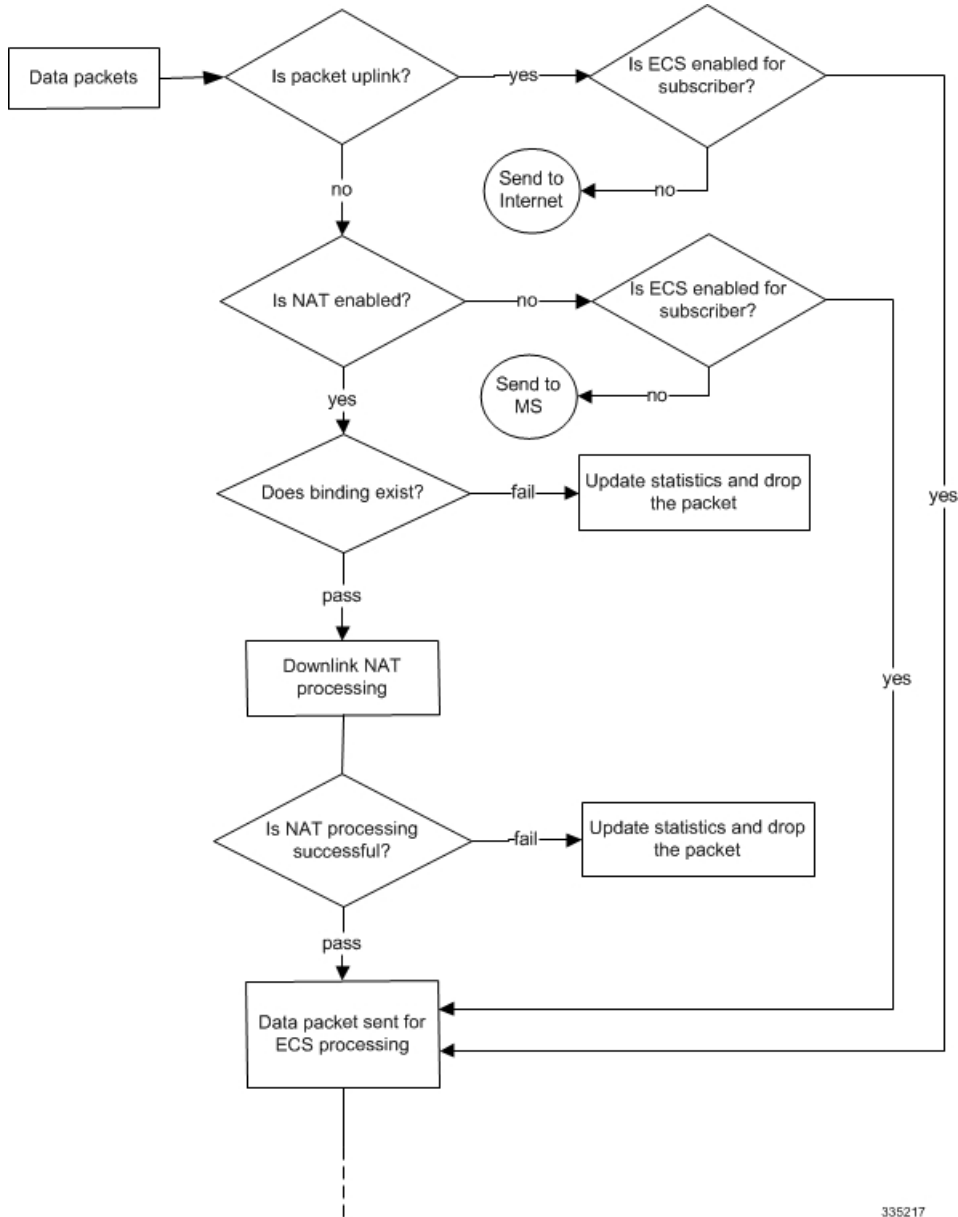 Data packets
Is packet uplink?
yes
Is ECS enabled for
subscriber?
no
Send to
Internet
no
Is NAT enabled?
no
Is ECS enabled for
subscriber?
Send to
MS
no
yes
Does binding exist?
fail
Update statistics and drop
the packet
yes
pass
Downlink NAT
processing
yes
Is NAT processing
successful?
fail
Update statistics and drop
the packet
pass
Data packet sent for
ECS processing
335217